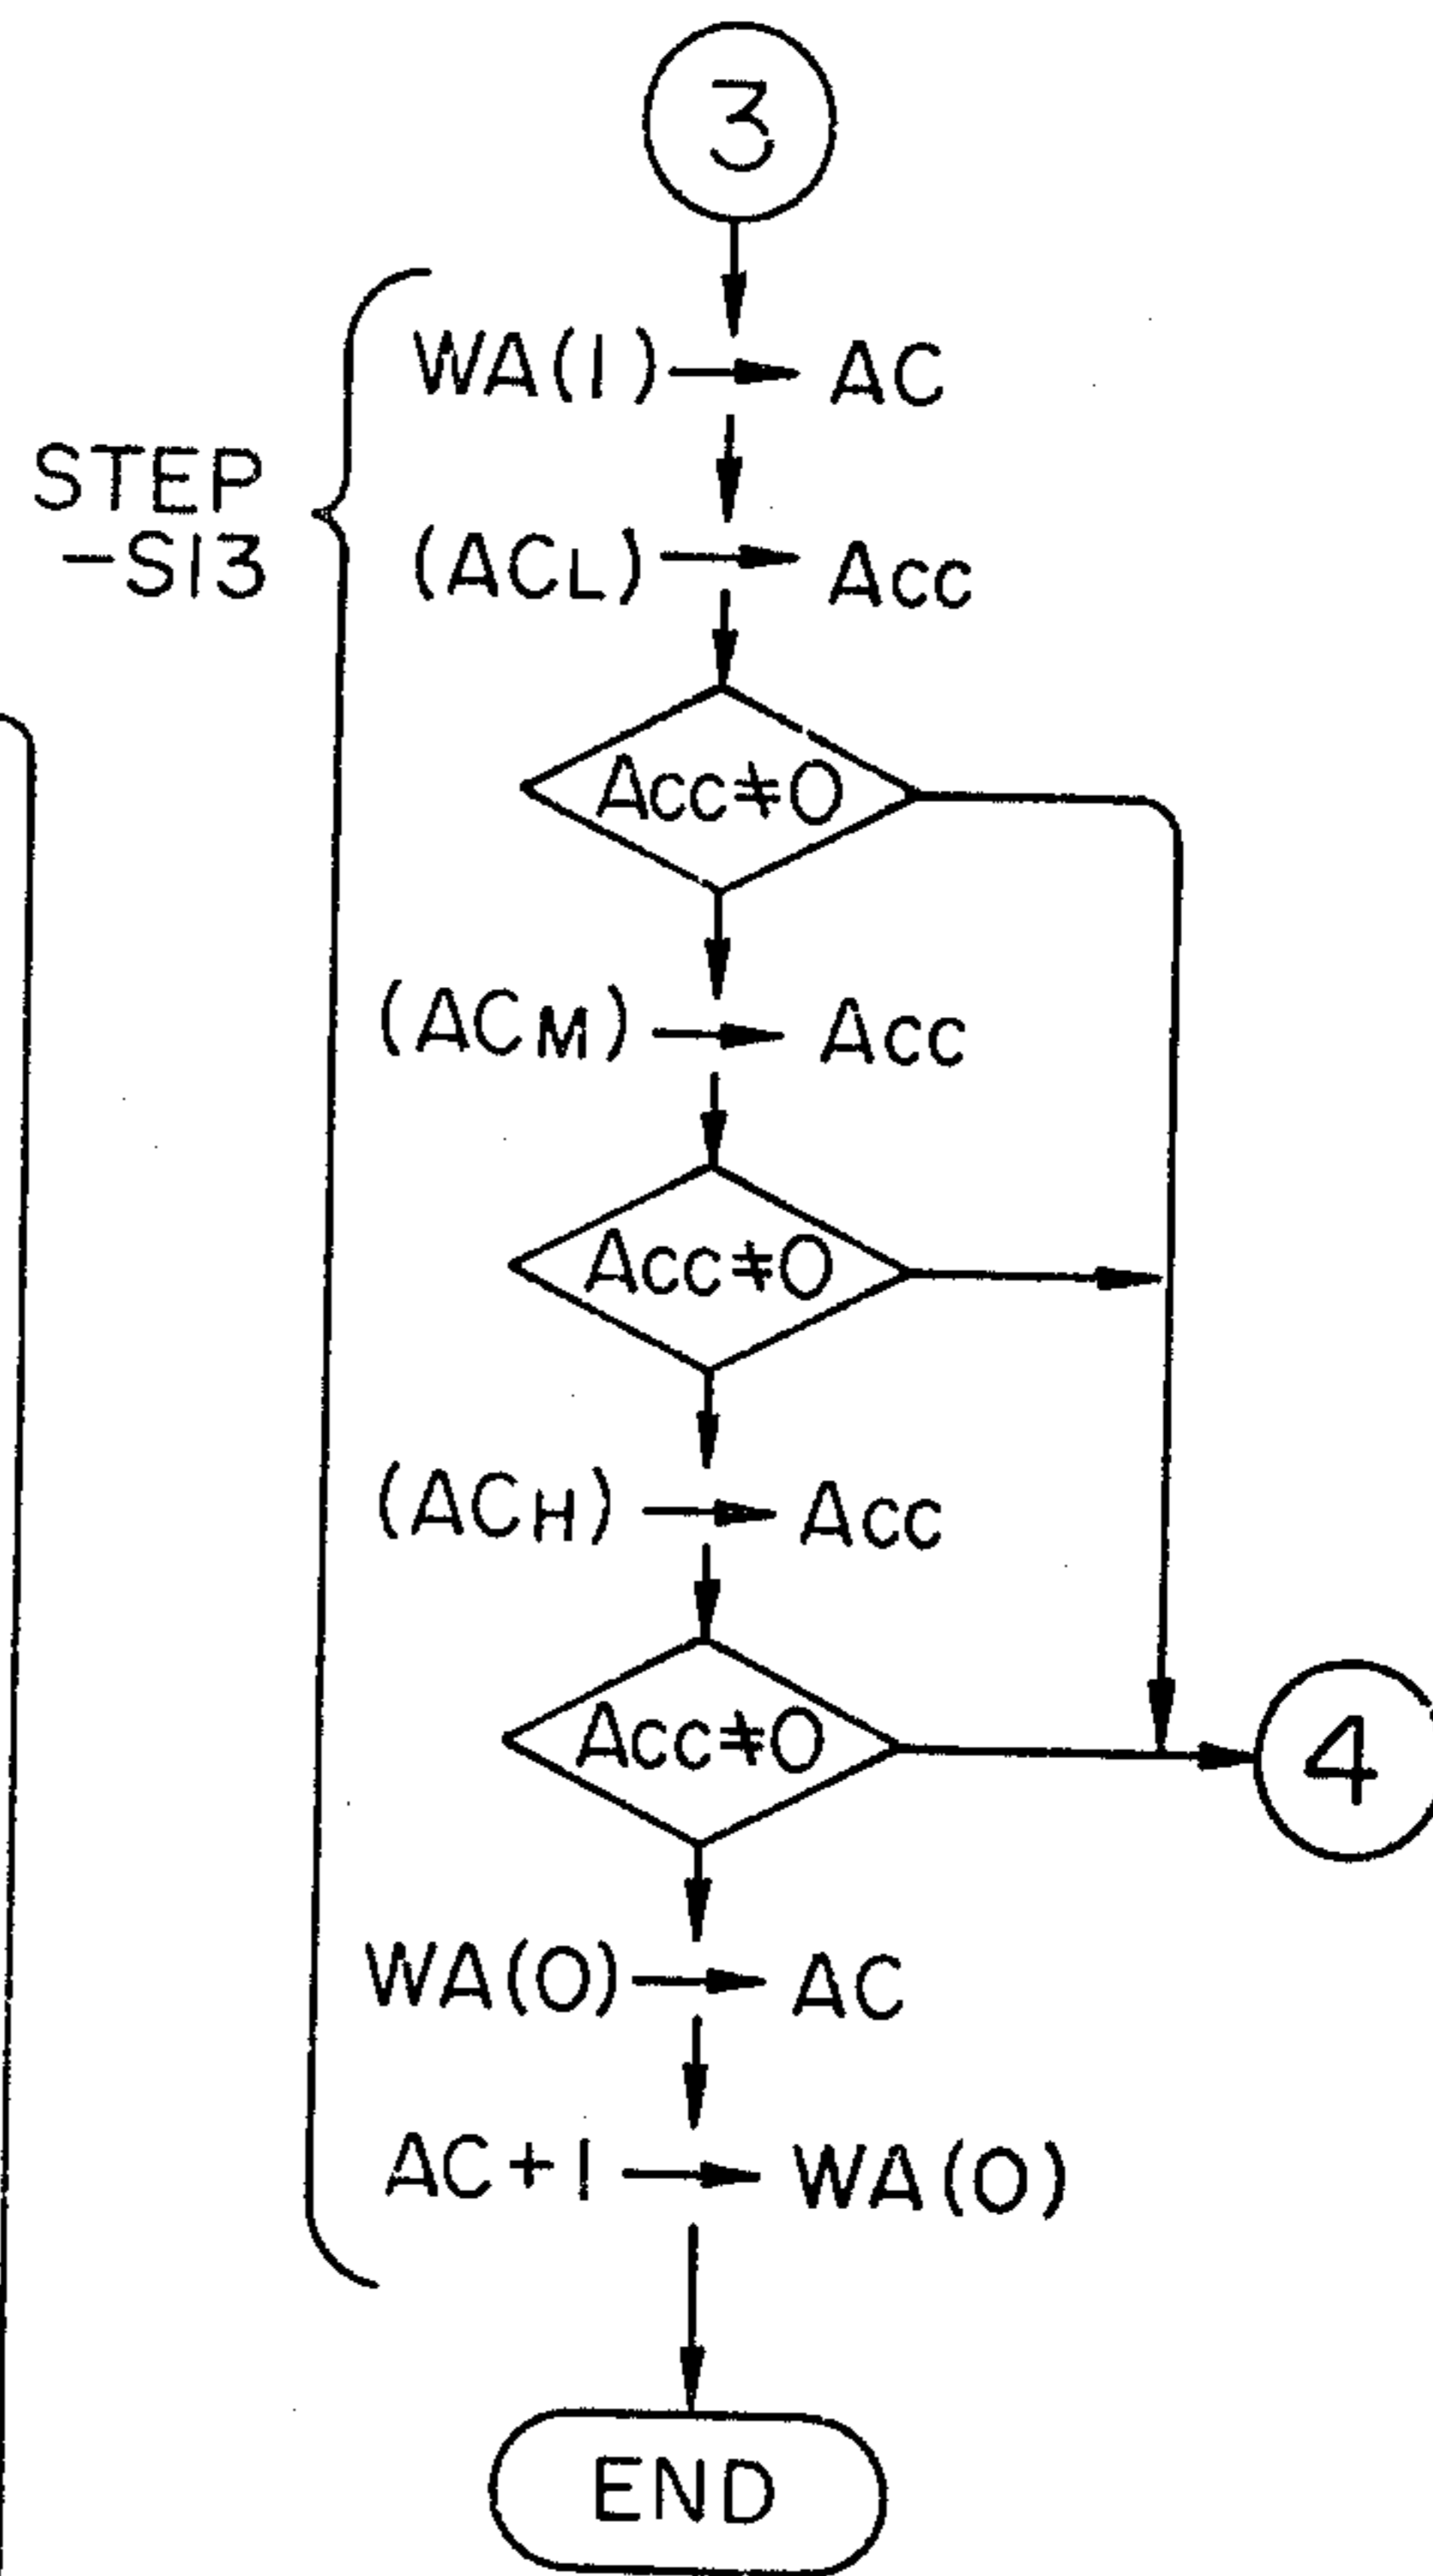 3
WA(1) → AC
STEP
-S13
(ACL) → Acc
Acc≠0
(ACM) → Acc
Acc≠0
(ACH) → Acc
Acc≠0
4
WA(0) → AC
AC+1 → WA(0)
END